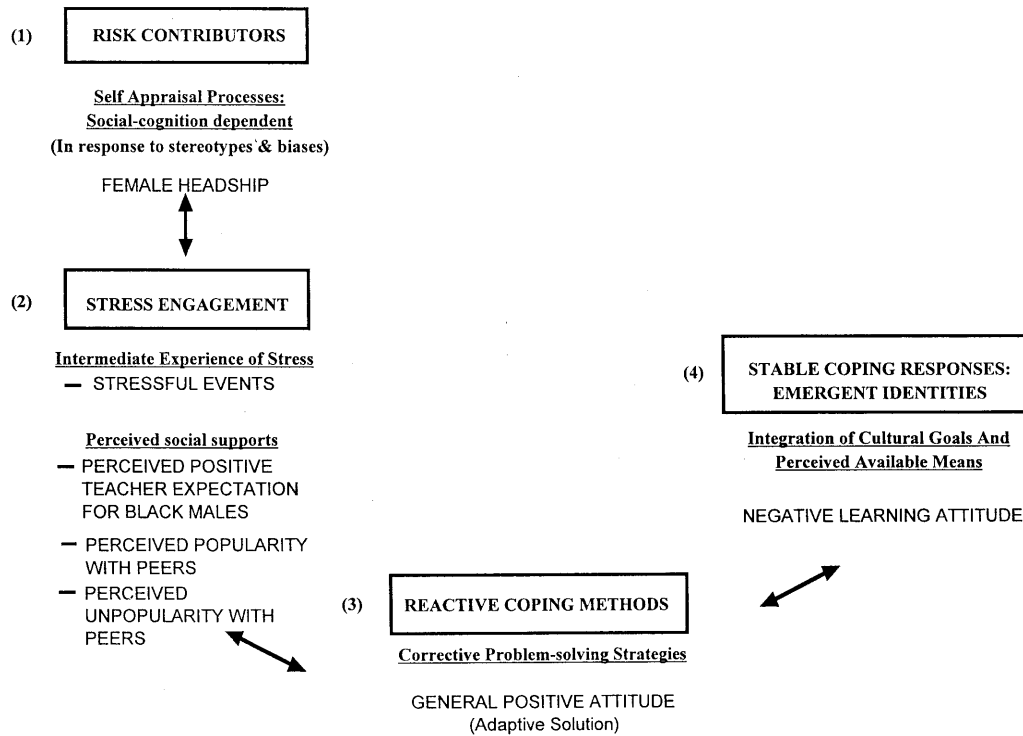 (1)
RISK CONTRIBUTORS
Self Appraisal Processes:
Social-cognition dependent
(In response to stereotypes & biases)
FEMALE HEADSHIP
(2)
STRESS ENGAGEMENT
Intermediate Experience of Stress
– STRESSFUL EVENTS
Perceived social supports
– PERCEIVED POSITIVE
TEACHER EXPECTATION
FOR BLACK MALES
– PERCEIVED POPULARITY
WITH PEERS
– PERCEIVED
UNPOPULARITY WITH
PEERS
(3)
REACTIVE COPING METHODS
Corrective Problem-solving Strategies
GENERAL POSITIVE ATTITUDE
(Adaptive Solution)
(4)
STABLE COPING RESPONSES:
EMERGENT IDENTITIES
Integration of Cultural Goals And
Perceived Available Means
NEGATIVE LEARNING ATTITUDE